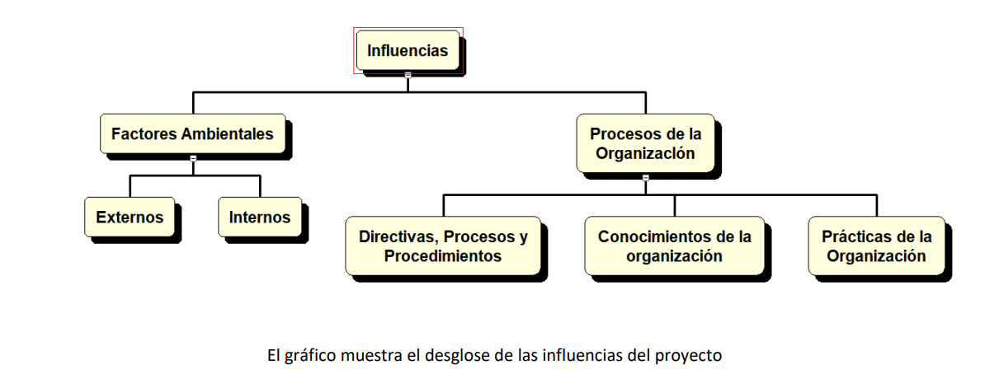 Influencias
Factores Ambientales
Procesos de la
Organización
Externos
Internos
Directivas, Procesos y
Procedimientos
Conocimientos de la
organización
Prácticas de la
Organización
El gráfico muestra el desglose de las influencias del proyecto